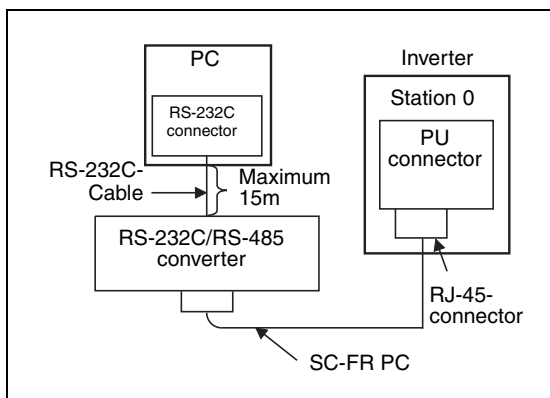 PC
RS-232C
connector
RS-232C-
Cable
Maximum
15m
RS-232C/RS-485
converter
Inverter
Station 0
PU
connector
RJ-45-
connector
SC-FR PC